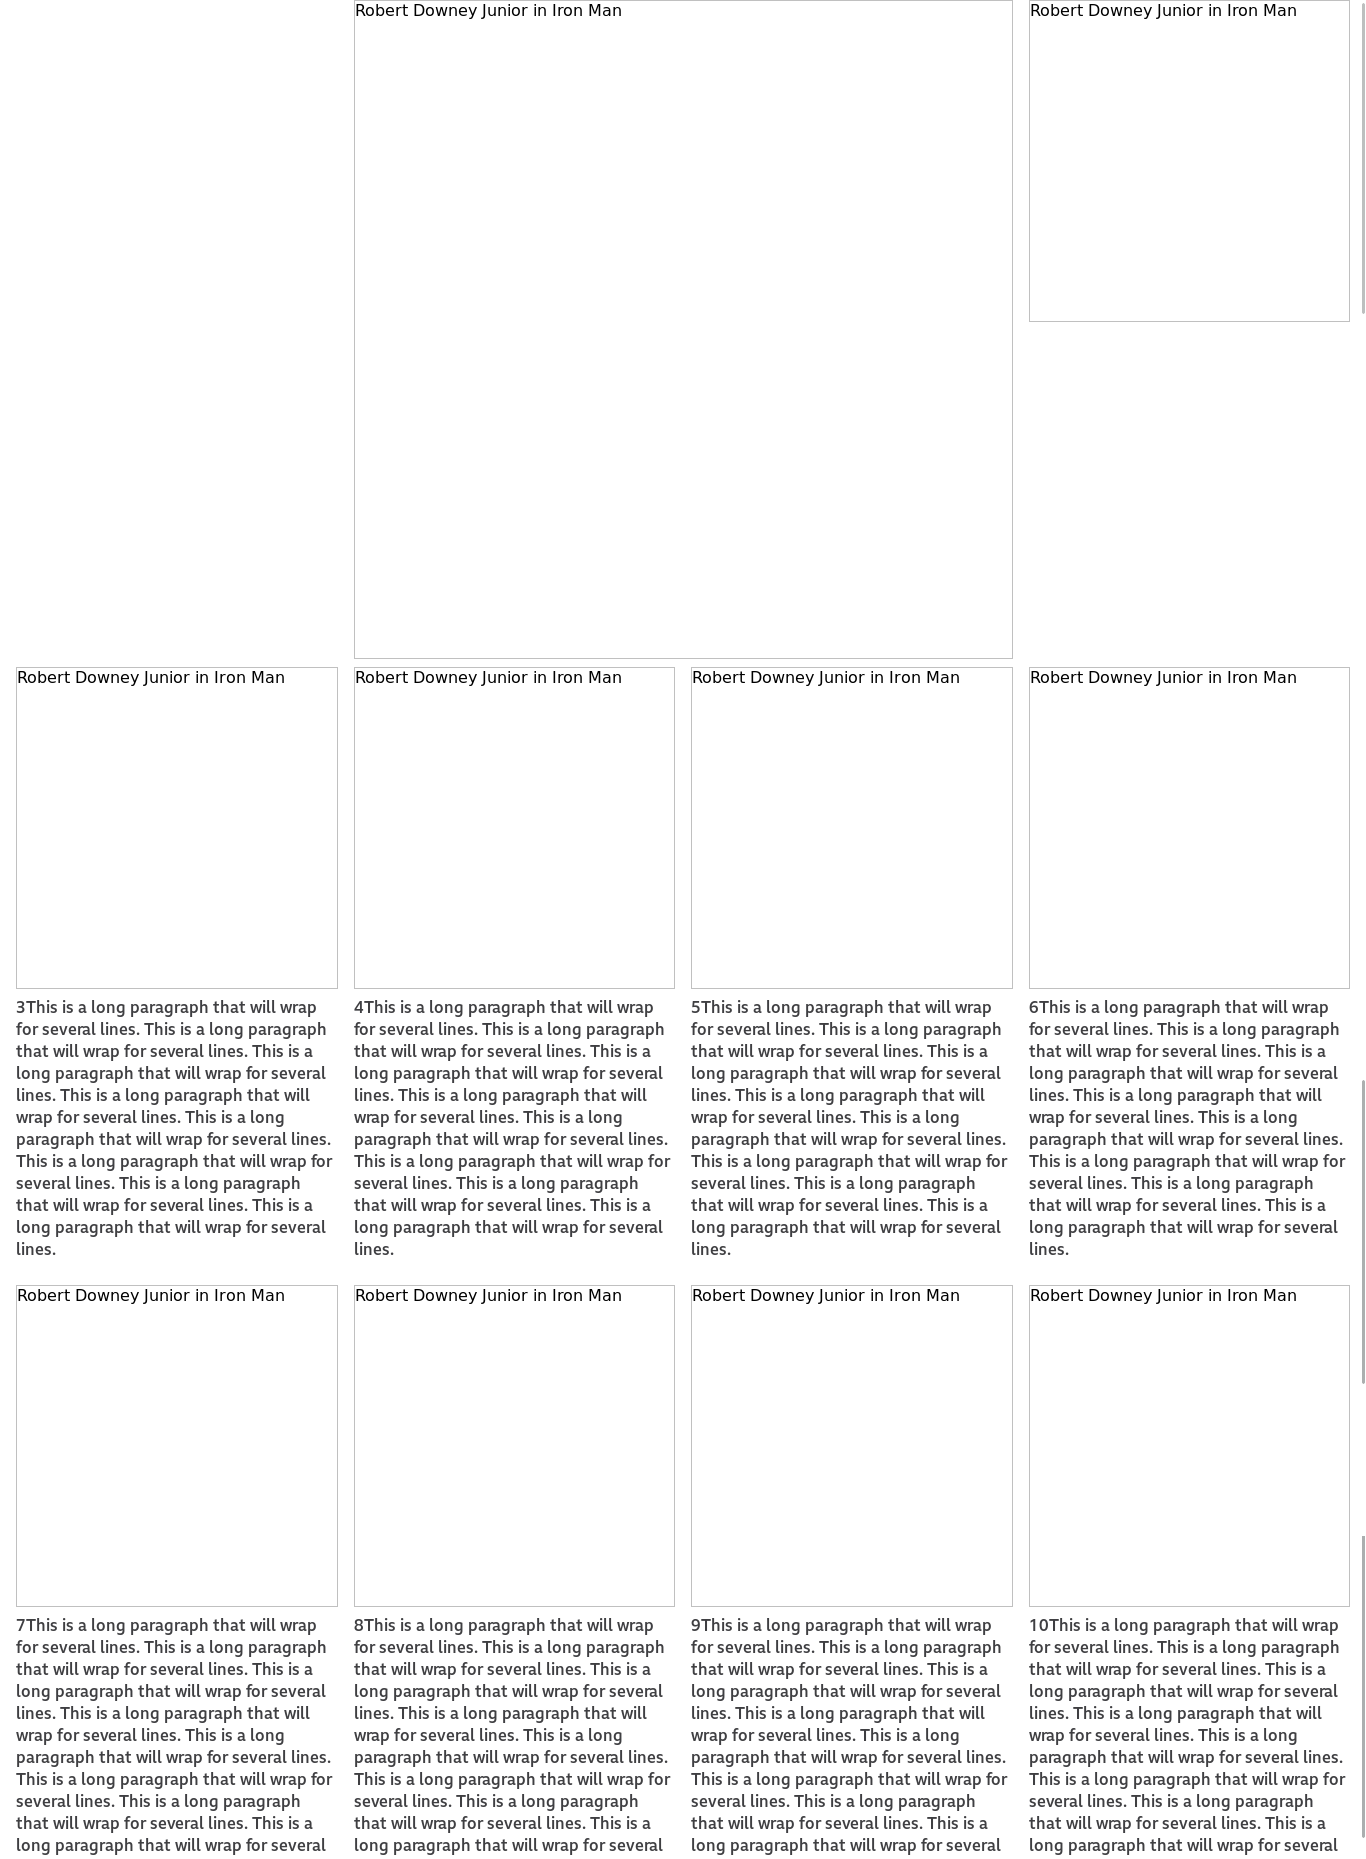 Robert Downey Junior in Iron Man
Robert Downey Junior in Iron Man
Robert Downey Junior in Iron Man
Robert Downey Junior in Iron Man
Robert Downey Junior in Iron Man
Robert Downey Junior in Iron Man
3This is a long paragraph that will wrap
for several lines. This is a long paragraph
that will wrap for several lines. This is a
long paragraph that will wrap for several
lines. This is a long paragraph that will
wrap for several lines. This is a long
paragraph that will wrap for several lines.
This is a long paragraph that will wrap for
several lines. This is a long paragraph
that will wrap for several lines. This is a
long paragraph that will wrap for several
lines.
4This is a long paragraph that will wrap
for several lines. This is a long paragraph
that will wrap for several lines. This is a
long paragraph that will wrap for several
lines. This is a long paragraph that will
wrap for several lines. This is a long
paragraph that will wrap for several lines.
This is a long paragraph that will wrap for
several lines. This is a long paragraph
that will wrap for several lines. This is a
long paragraph that will wrap for several
lines.
5This is a long paragraph that will wrap
for several lines. This is a long paragraph
that will wrap for several lines. This is a
long paragraph that will wrap for several
lines. This is a long paragraph that will
wrap for several lines. This is a long
paragraph that will wrap for several lines.
This is a long paragraph that will wrap for
several lines. This is a long paragraph
that will wrap for several lines. This is a
long paragraph that will wrap for several
lines.
6This is a long paragraph that will wrap
for several lines. This is a long paragraph
that will wrap for several lines. This is a
long paragraph that will wrap for several
lines. This is a long paragraph that will
wrap for several lines. This is a long
paragraph that will wrap for several lines.
This is a long paragraph that will wrap for
several lines. This is a long paragraph
that will wrap for several lines. This is a
long paragraph that will wrap for several
lines.
Robert Downey Junior in Iron Man
Robert Downey Junior in Iron Man
Robert Downey Junior in Iron Man
Robert Downey Junior in Iron Man
7This is a long paragraph that will wrap
for several lines. This is a long paragraph
that will wrap for several lines. This is a
long paragraph that will wrap for several
lines. This is a long paragraph that will
wrap for several lines. This is a long
paragraph that will wrap for several lines.
This is a long paragraph that will wrap for
several lines. This is a long paragraph
that will wrap for several lines. This is a
long paragraph that will wrap for several
8This is a long paragraph that will wrap
for several lines. This is a long paragraph
that will wrap for several lines. This is a
long paragraph that will wrap for several
lines. This is a long paragraph that will
wrap for several lines. This is a long
paragraph that will wrap for several lines.
This is a long paragraph that will wrap for
several lines. This is a long paragraph
that will wrap for several lines. This is a
long paragraph that will wrap for several
9This is a long paragraph that will wrap
for several lines. This is a long paragraph
that will wrap for several lines. This is a
long paragraph that will wrap for several
lines. This is a long paragraph that will
wrap for several lines. This is a long
paragraph that will wrap for several lines.
This is a long paragraph that will wrap for
several lines. This is a long paragraph
that will wrap for several lines. This is a
long paragraph that will wrap for several
10This is a long paragraph that will wrap
for several lines. This is a long paragraph
that will wrap for several lines. This is a
long paragraph that will wrap for several
lines. This is a long paragraph that will
wrap for several lines. This is a long
paragraph that will wrap for several lines.
This is a long paragraph that will wrap for
several lines. This is a long paragraph
that will wrap for several lines. This is a
long paragraph that will wrap for several